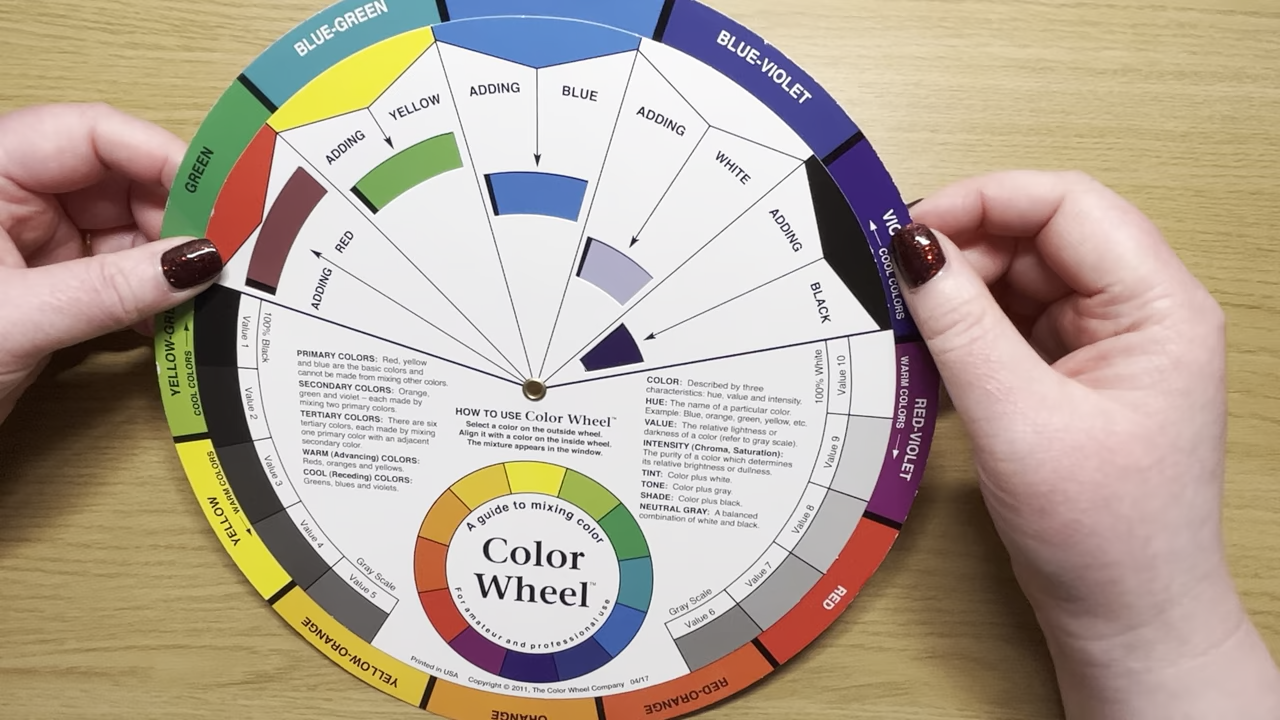 BLUE-GREEN
BLUE-VIOLET
GREEN
ADDING YELLOW
ADDING BLUE
ADDING WHITE
ADDING BLACK
ADDING RED
COOL COLORS
WARM COLORS
RED-VIOLET
COOL COLORS
YELLOW
WARM COLORS
YELLOW-ORANGE
ORANGE
RED-ORANGE
RED
100% Black
Value 1
Value 2
Value 3
Value 4
Value 5
Gray Scale
PRIMARY COLORS: Red, yellow
and blue are the basic colors and
cannot be made from mixing other colors.
SECONDARY COLORS: Orange,
green and violet – each made by
mixing two primary colors.
TERTIARY COLORS: There are six
tertiary colors, each made by mixing
one primary color with an adjacent
secondary color.
WARM (Advancing) COLORS:
Reds, oranges and yellows.
COOL (Receding) COLORS:
Greens, blues and violets.
HOW TO USE Color Wheel™
Select a color on the outside wheel.
Align it with a color on the inside wheel.
The mixture appears in the window.
COLOR: Described by three
characteristics: hue, value and intensity.
HUE: The name of a particular color.
Example: Blue, orange, green, yellow, etc.
VALUE: The relative lightness or
darkness of a color (refer to gray scale).
INTENSITY (Chroma, Saturation):
The purity of a color which determines
its relative brightness or dullness.
TINT: Color plus white.
TONE: Color plus gray.
SHADE: Color plus black.
NEUTRAL GRAY: A balanced
combination of white and black.
100% White
Value 10
Value 9
Value 8
Value 7
Value 6
Gray Scale
A guide to mixing color
Color
Wheel™
For amateur and professional use
Printed in USA Copyright © 2011, The Color Wheel Company 04/17